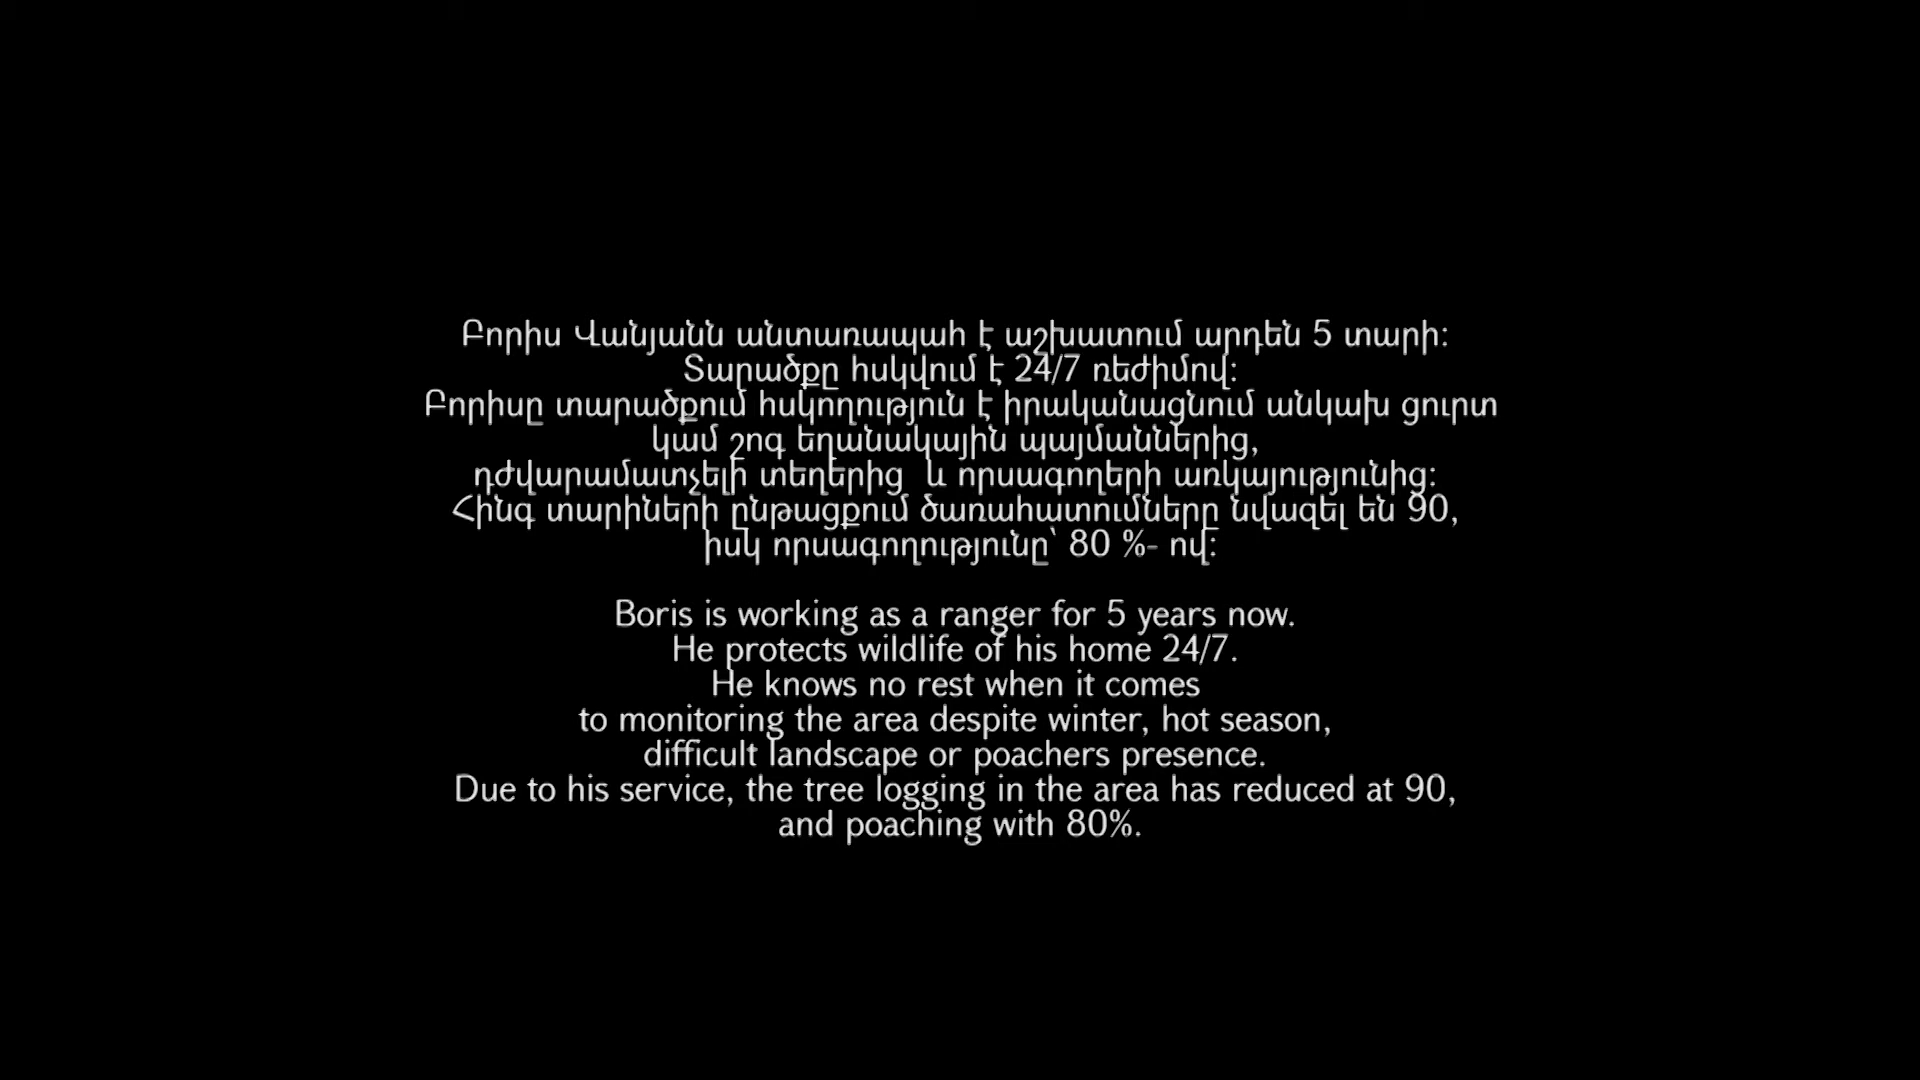 Բորիս Վանյանն անտառապահ է աշխատում արդեն 5 տարի:
Տարածքը հսկվում է 24/7 ռեժիմով:
Բորիսը տարածքում հսկողություն է իրականացնում անկախ ցուրտ
կամ շոգ եղանակային պայմաններից,
դժվարամատչելի տեղերից  և որսագողերի առկայությունից:
Հինգ տարիների ընթացքում ծառահատումները նվազել են 90,
իսկ որսագողությունը՝ 80 %- ով:
Boris is working as a ranger for 5 years now.
He protects wildlife of his home 24/7.
He knows no rest when it comes
to monitoring the area despite winter, hot season,
difficult landscape or poachers presence.
Due to his service, the tree logging in the area has reduced at 90,
and poaching with 80%.